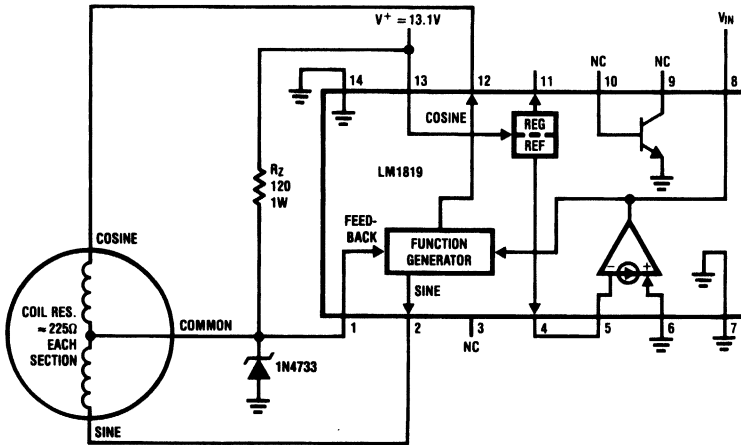 V+ = 13.1V
VIN
NC
NC
14
13
12
11
10
9
8
COSINE
REG
REF
LM1819
RZ
120
1W
FEED-
BACK
FUNCTION
GENERATOR
SINE
- +
COSINE
COIL RES.
≈ 225Ω
EACH
SECTION
COMMON
1N4733
SINE
1
2
3
4
5
6
7
NC